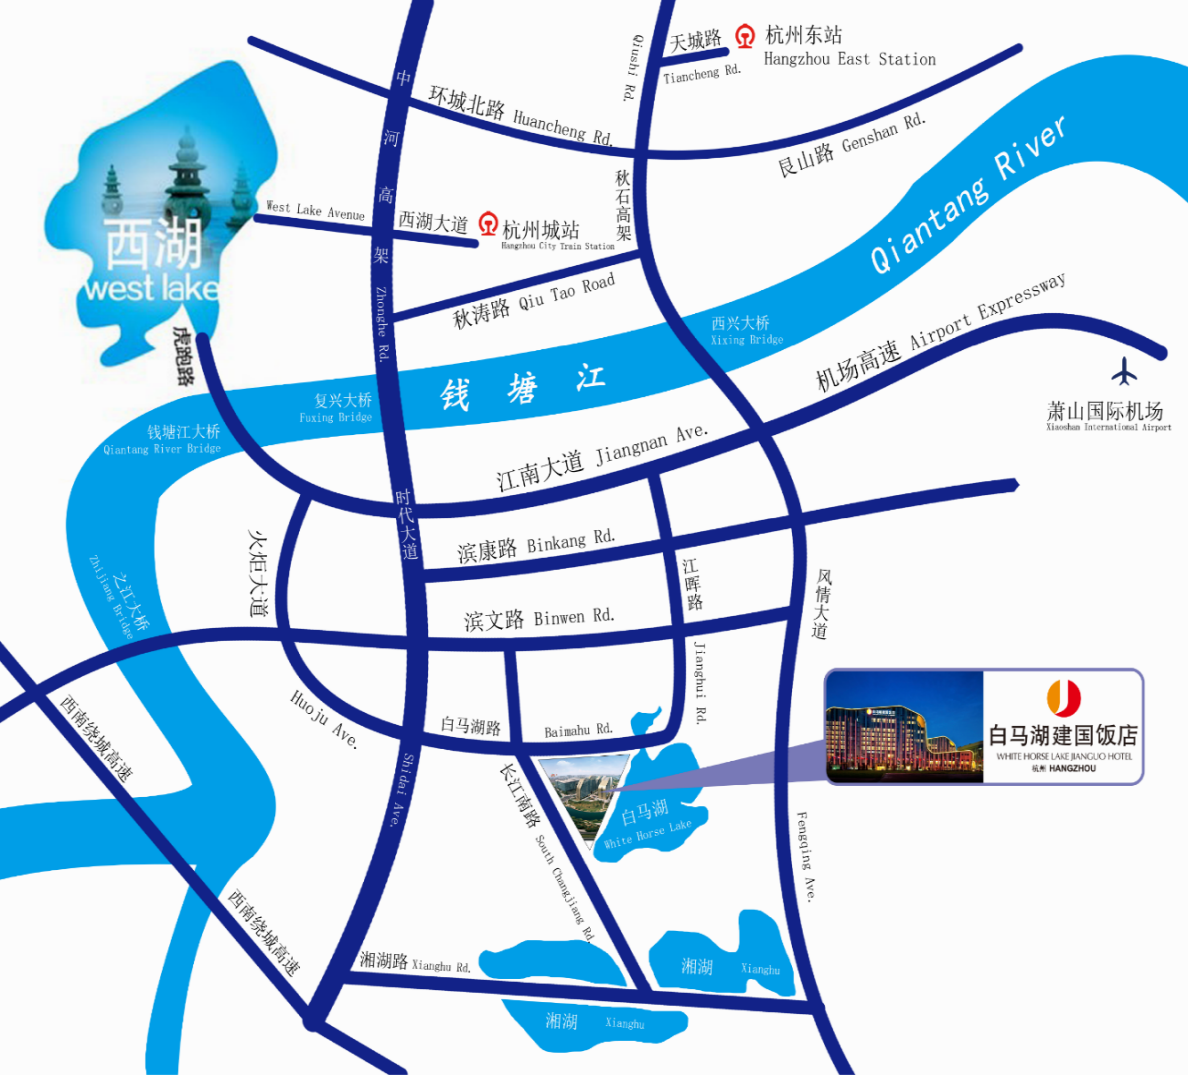 天城路
Tiancheng Rd.
杭州东站
Hangzhou East Station
Qiushi Rd.
环城北路 Huancheng Rd.
艮山路 Genshan Rd.
中河高架
Zhonghe Rd.
秋石高架
西湖
west lake
West Lake Avenue
西湖大道
杭州城站
Hangzhou City Train Station
Qiantang River
秋涛路 Qiu Tao Road
虎跑路
西兴大桥
Xixing Bridge
机场高速 Airport Expressway
萧山国际机场
Xiaoshan International Airport
钱塘江
复兴大桥
Fuxing Bridge
钱塘江大桥
Qiantang River Bridge
江南大道 Jiangnan Ave.
时代大道
滨康路 Binkang Rd.
火炬大道
之江大桥
Zhijiang Bridge
江晖路
风情大道
滨文路 Binwen Rd.
Jianghui Rd.
Huoju Ave.
西南绕城高速
白马湖路
Baimahu Rd.
白马湖建国饭店
WHITE HORSE LAKE JIANGUO HOTEL
杭州 HANGZHOU
Shidai Ave.
长江南路 South Changjiang Rd.
白马湖
White Horse Lake
Fengqing Ave.
西南绕城高速
湘湖路 Xianghu Rd.
湘湖 Xianghu
湘湖 Xianghu